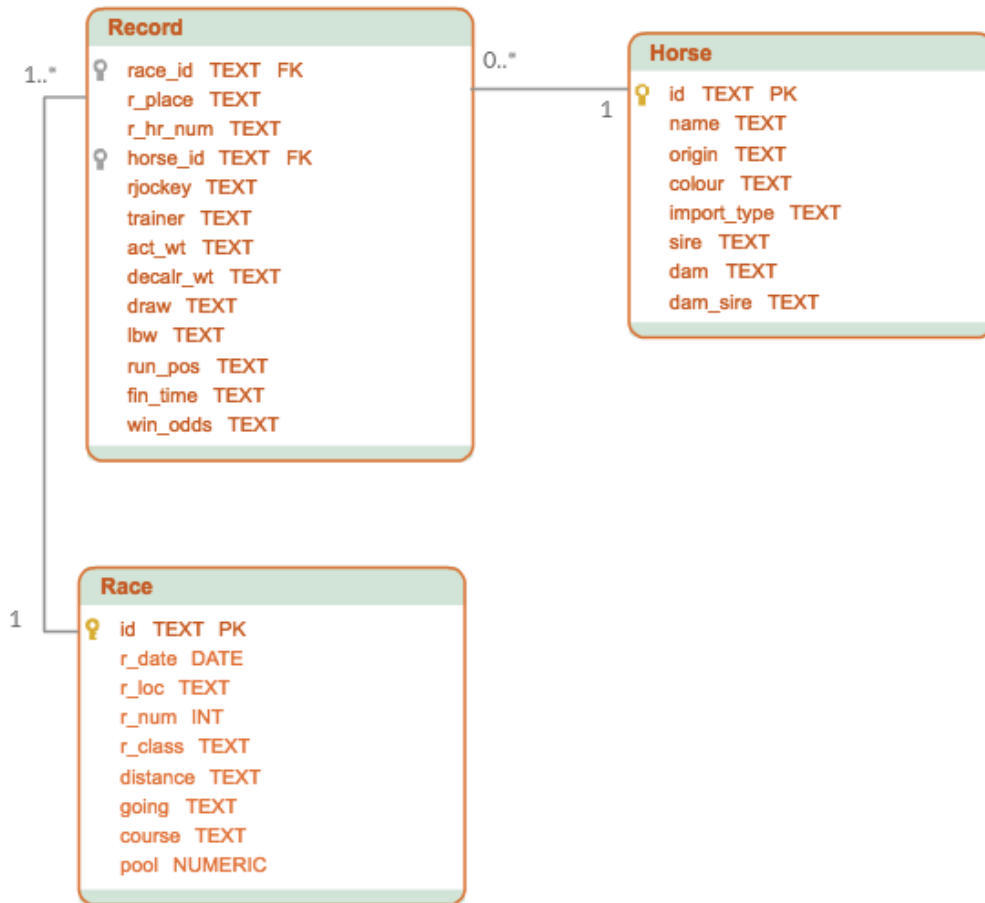 Record
race_id TEXT FK
r_place TEXT
r_hr_num TEXT
horse_id TEXT FK
rjockey TEXT
trainer TEXT
act_wt TEXT
decalr_wt TEXT
draw TEXT
lbw TEXT
run_pos TEXT
fin_time TEXT
win_odds TEXT
1..*
0..*
1
Horse
id TEXT PK
name TEXT
origin TEXT
colour TEXT
import_type TEXT
sire TEXT
dam TEXT
dam_sire TEXT
1
Race
id TEXT PK
r_date DATE
r_loc TEXT
r_num INT
r_class TEXT
distance TEXT
going TEXT
course TEXT
pool NUMERIC